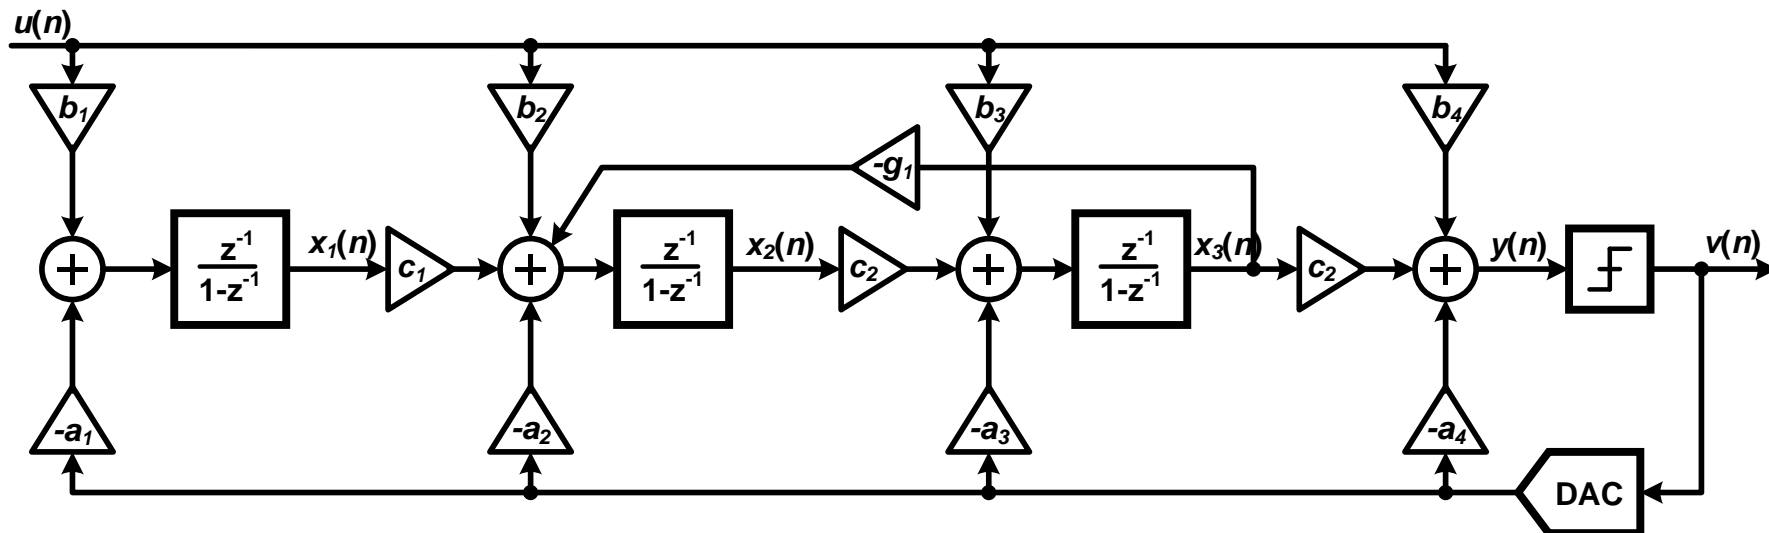 u(n)
b₁ b₂ b₃ b₄
-g₁
z⁻¹ x₁(n) z⁻¹ x₂(n) z⁻¹ x₃(n) y(n) v(n)
+ c₁ + c₂ + c₂ +
1-z⁻¹ 1-z⁻¹ 1-z⁻¹
-a₁ -a₂ -a₃ -a₄
DAC